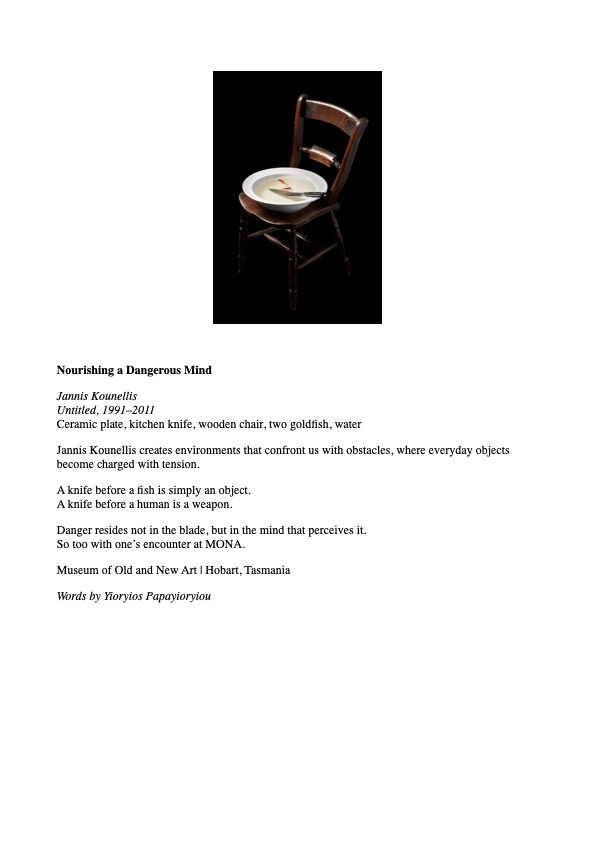 Nourishing a Dangerous Mind
Jannis Kounellis
Untitled, 1991–2011
Ceramic plate, kitchen knife, wooden chair, two goldfish, water
Jannis Kounellis creates environments that confront us with obstacles, where everyday objects
become charged with tension.
A knife before a fish is simply an object.
A knife before a human is a weapon.
Danger resides not in the blade, but in the mind that perceives it.
So too with one’s encounter at MONA.
Museum of Old and New Art | Hobart, Tasmania
Words by Yioryios Papayioryiou